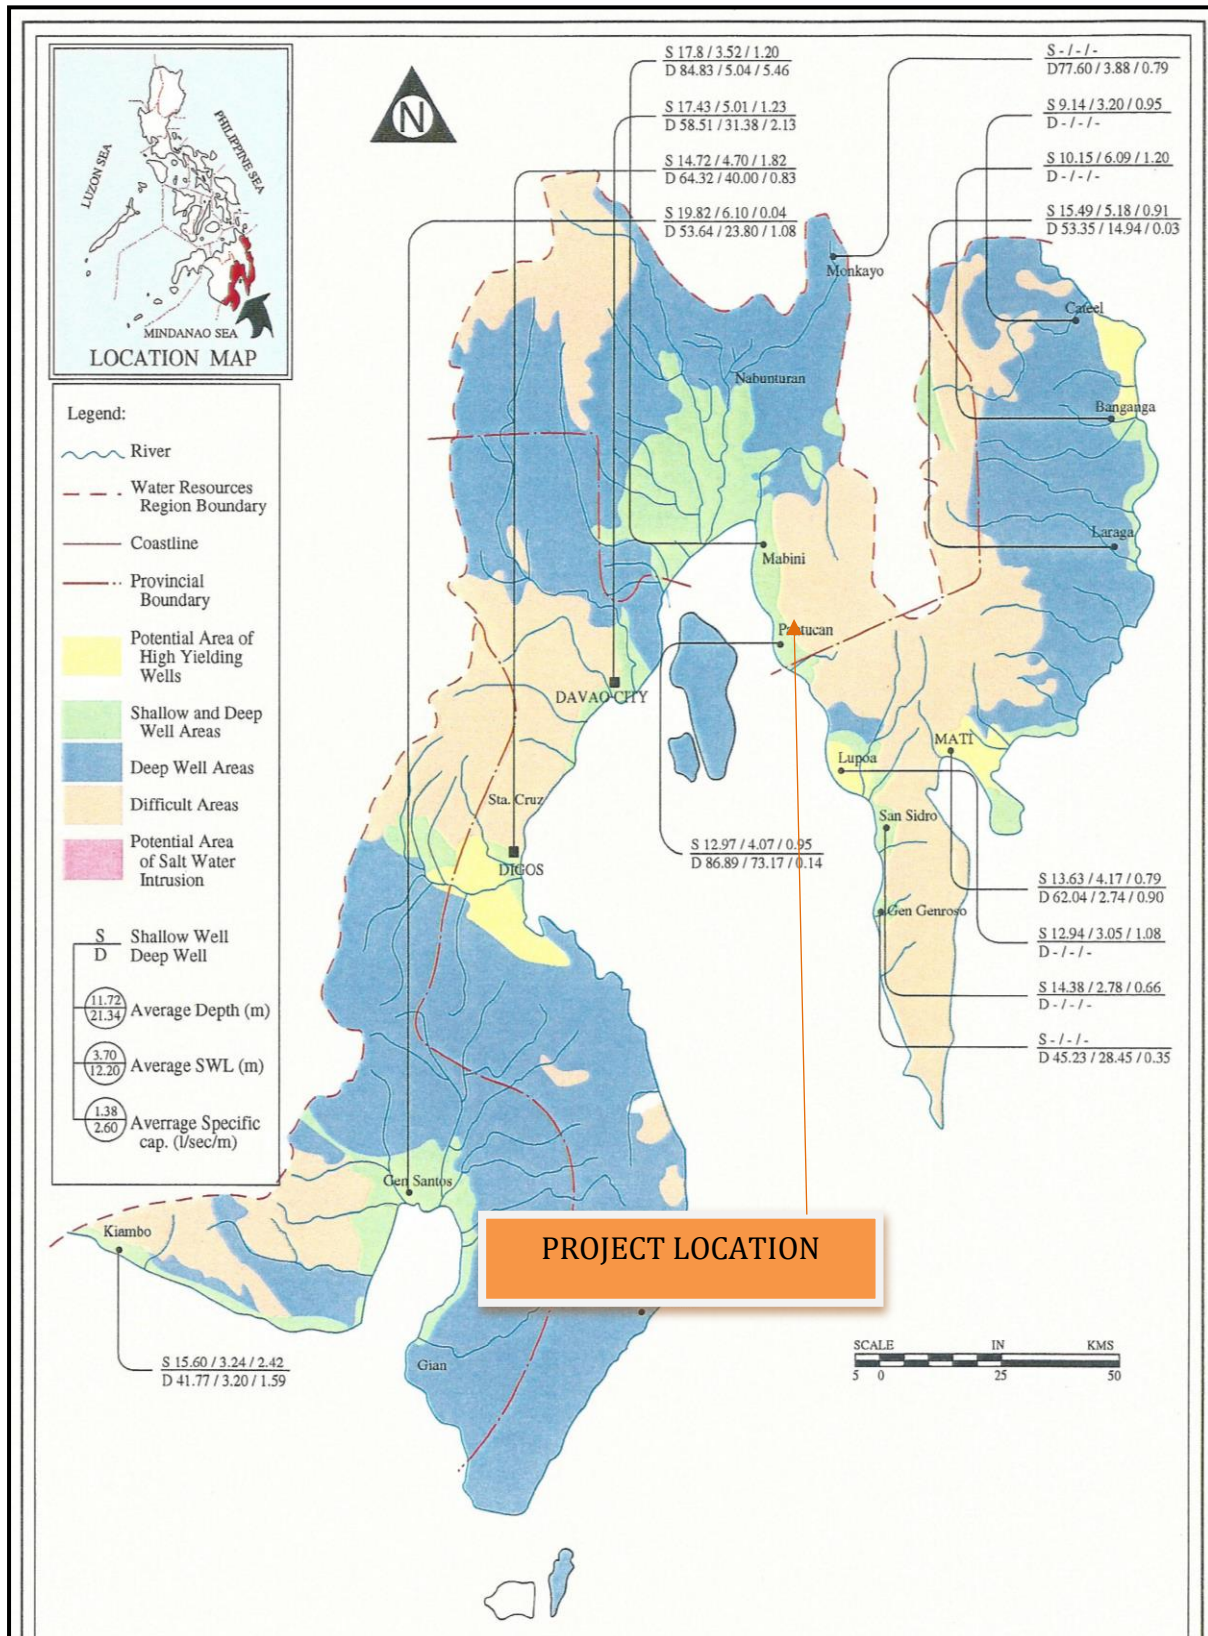 LUZON SEA
PHILIPPINE SEA
MINDANAO SEA
LOCATION MAP
N
S 17.8 / 3.52 / 1.20
D 84.83 / 5.04 / 5.46
S 17.43 / 5.01 / 1.23
D 58.51 / 31.38 / 2.13
S 14.72 / 4.70 / 1.82
D 64.32 / 40.00 / 0.83
S 19.82 / 6.10 / 0.04
D 53.64 / 23.80 / 1.08
S - / - / -
D77.60 / 3.88 / 0.79
S 9.14 / 3.20 / 0.95
D - / - / -
S 10.15 / 6.09 / 1.20
D - / - / -
S 15.49 / 5.18 / 0.91
D 53.35 / 14.94 / 0.03
Legend:
River
Water Resources
Region Boundary
Coastline
Provincial
Boundary
Potential Area of
High Yielding
Wells
Shallow and Deep
Well Areas
Deep Well Areas
Difficult Areas
Potential Area
of Salt Water
Intrusion
S Shallow Well
D Deep Well
11.72
21.34
Average Depth (m)
3.70
12.20
Average SWL (m)
1.38
2.60
Averrage Specific
cap. (l/sec/m)
Monkayo
Cateel
Nabunturan
Banganga
Laraga
Mabini
Pantucan
DAVAO CITY
MATI
Lupoa
Sta. Cruz
San Sidro
DIGOS
Gen Genroso
S 12.97 / 4.07 / 0.95
D 86.89 / 73.17 / 0.14
S 13.63 / 4.17 / 0.79
D 62.04 / 2.74 / 0.90
S 12.94 / 3.05 / 1.08
D - / - / -
S 14.38 / 2.78 / 0.66
D - / - / -
S - / - / -
D 45.23 / 28.45 / 0.35
Gen Santos
Kiambo
PROJECT LOCATION
Gian
S 15.60 / 3.24 / 2.42
D 41.77 / 3.20 / 1.59
SCALE IN KMS
5 0 25 50